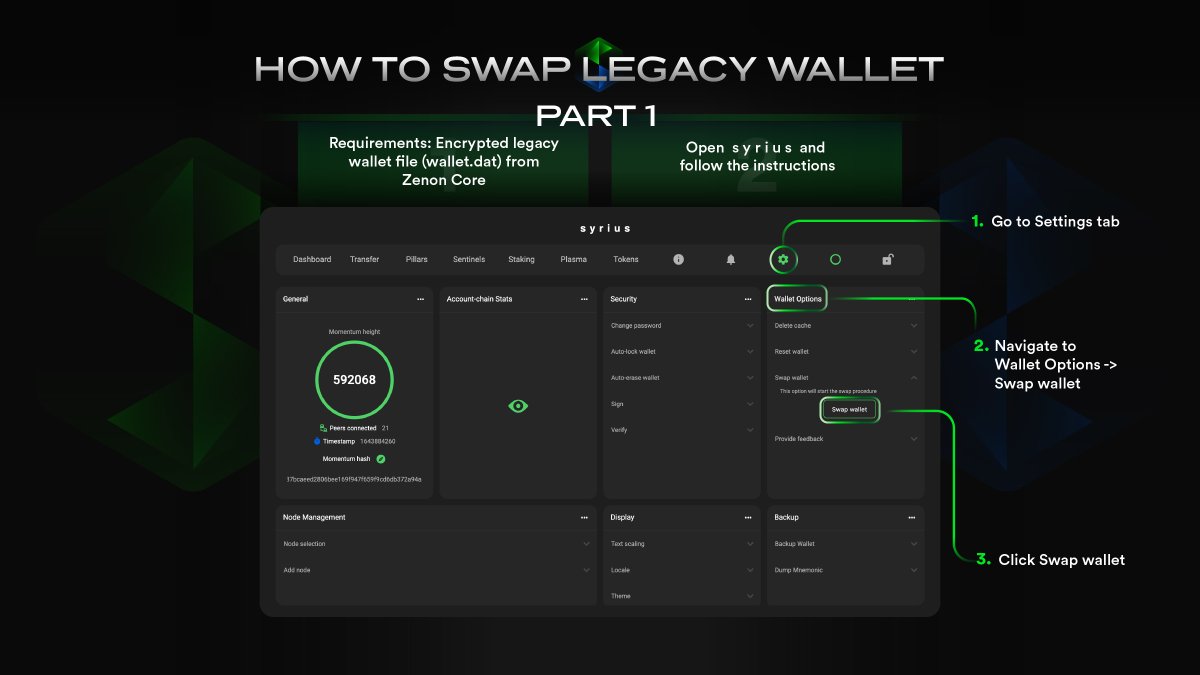 HOW TO SWAP LEGACY WALLET
PART 1
Requirements: Encrypted legacy
wallet file (wallet.dat) from
Zenon Core
Open syrius and
follow the instructions
syrius
Dashboard Transfer Pillars Sentinels Staking Plasma Tokens
1. Go to Settings tab
General
Momentum height
592068
Peers connected 21
Timestamp 1643884260
Momentum hash
37bcaeed2806bee169f947f659f9cd6db372a94a
Account-chain Stats
Security
Change password
Auto-lock wallet
Auto-erase wallet
Sign
Verify
Wallet Options
Delete cache
Reset wallet
Swap wallet
This option will start the swap procedure
Swap wallet
Provide feedback
2. Navigate to
Wallet Options ->
Swap wallet
Node Management
Node selection
Add node
Display
Text scaling
Locale
Theme
Backup
Backup Wallet
Dump Mnemonic
3. Click Swap wallet